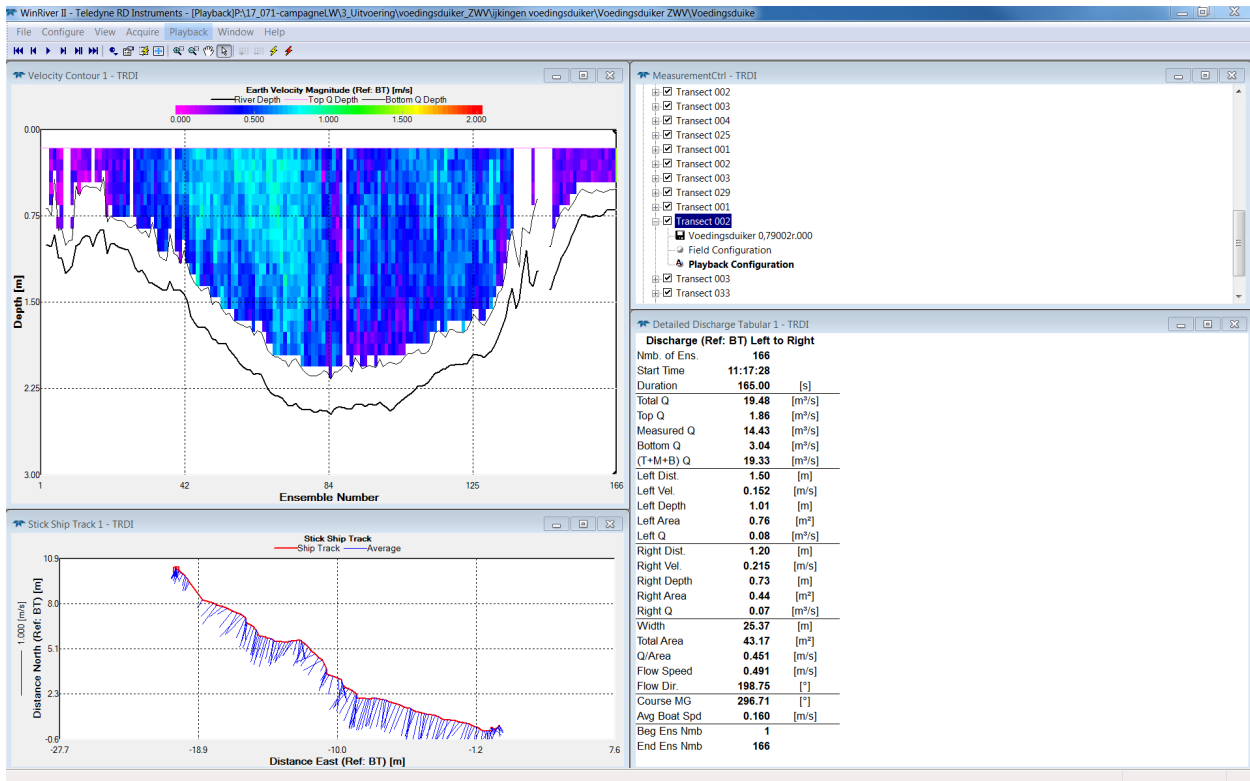 WinRiver II - Teledyne RD Instruments - [Playback]P:\17_071-campagneLW\3_Uitvoering\voedingsduiker_ZWV\ijkingen voedingsduiker\Voedingsduiker ZWV\Voedingsduike
File Configure View Acquire Playback Window Help
Velocity Contour 1 - TRDI
Earth Velocity Magnitude (Ref: BT) [m/s]
River Depth Top Q Depth Bottom Q Depth
0.000 0.500 1.000 1.500 2.000
0.00
0.75
1.50
2.25
3.00
Depth [m]
1 42 84 125 166
Ensemble Number
Stick Ship Track 1 - TRDI
Stick Ship Track
Ship Track Average
10.9
8.0
5.1
2.3
-0.6
1.000 [m/s]
Distance North (Ref: BT) [m]
-27.7 -18.9 -10.0 -1.2 7.6
Distance East (Ref: BT) [m]
MeasurementCtrl - TRDI
Transect 002
Transect 003
Transect 004
Transect 025
Transect 001
Transect 002
Transect 003
Transect 029
Transect 001
Transect 002
Voedingsduiker 0,79002r.000
Field Configuration
Playback Configuration
Transect 003
Transect 033
Detailed Discharge Tabular 1 - TRDI
Discharge (Ref: BT) Left to Right
Nmb. of Ens. 166
Start Time 11:17:28
Duration 165.00 [s]
Total Q 19.48 [m³/s]
Top Q 1.86 [m³/s]
Measured Q 14.43 [m³/s]
Bottom Q 3.04 [m³/s]
(T+M+B) Q 19.33 [m³/s]
Left Dist. 1.50 [m]
Left Vel. 0.152 [m/s]
Left Depth 1.01 [m]
Left Area 0.76 [m²]
Left Q 0.08 [m³/s]
Right Dist. 1.20 [m]
Right Vel. 0.215 [m/s]
Right Depth 0.73 [m]
Right Area 0.44 [m²]
Right Q 0.07 [m³/s]
Width 25.37 [m]
Total Area 43.17 [m²]
Q/Area 0.451 [m/s]
Flow Speed 0.491 [m/s]
Flow Dir. 198.75 [°]
Course MG 296.71 [°]
Avg Boat Spd 0.160 [m/s]
Beg Ens Nmb 1
End Ens Nmb 166